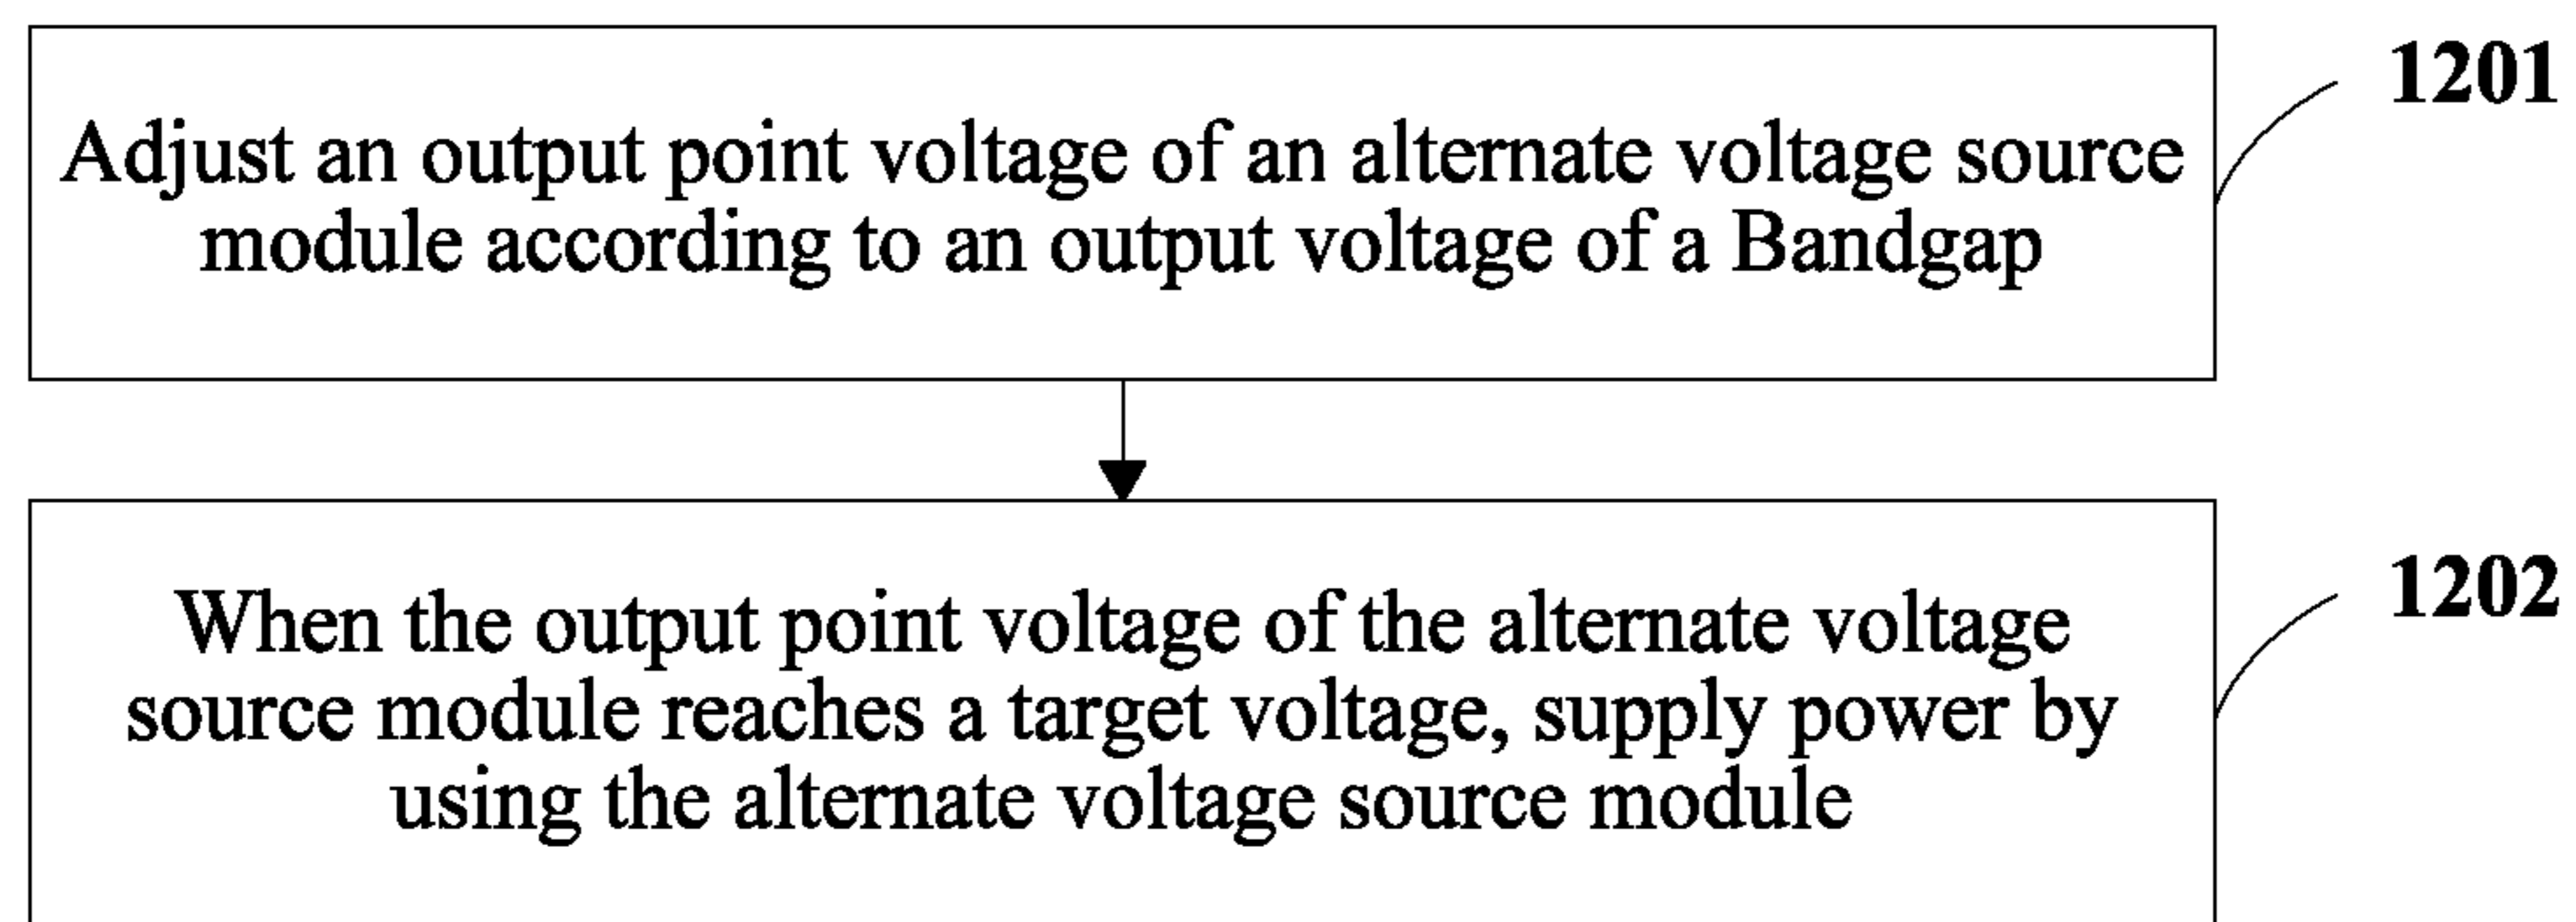 1201
Adjust an output point voltage of an alternate voltage source
module according to an output voltage of a Bandgap
1202
When the output point voltage of the alternate voltage
source module reaches a target voltage, supply power by
using the alternate voltage source module